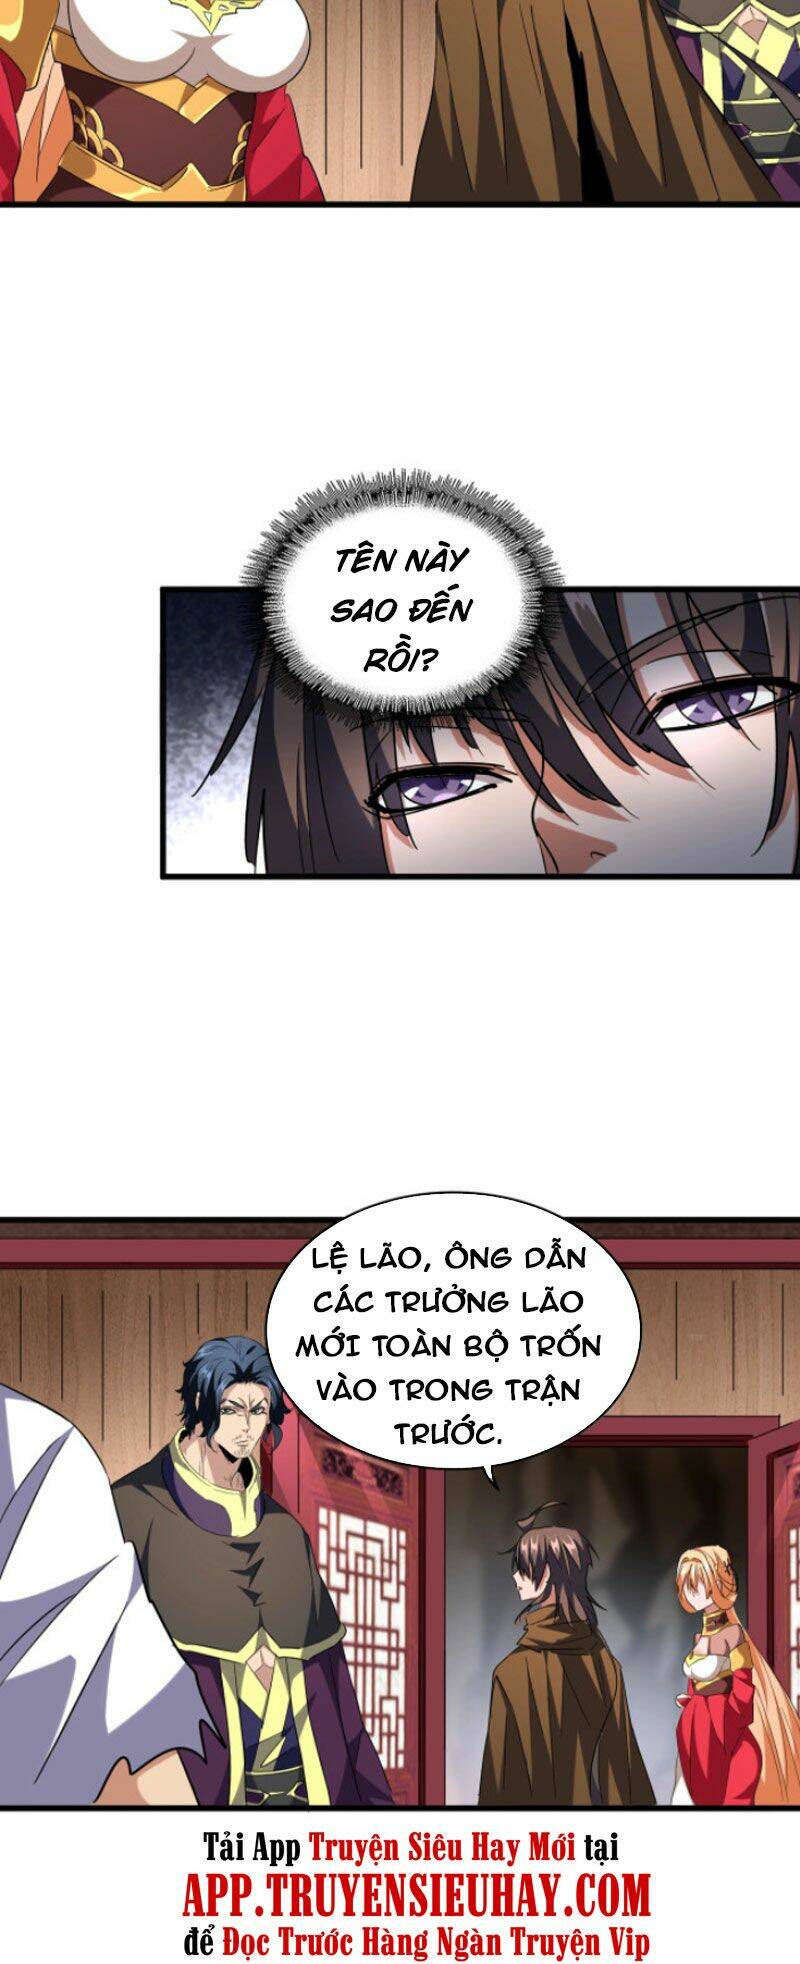 TÊN NÀY
SAO ĐẾN
RỒI?
LỆ LÃO, ÔNG DẪN
CÁC TRƯỞNG LÃO
MỚI TOÀN BỘ TRỐN
VÀO TRONG TRẬN
TRƯỚC.
Tải App Truyện Siêu Hay Mới tại
APP.TRUYENSIEUHAY.COM
để Đọc Trước Hàng Ngàn Truyện Vip